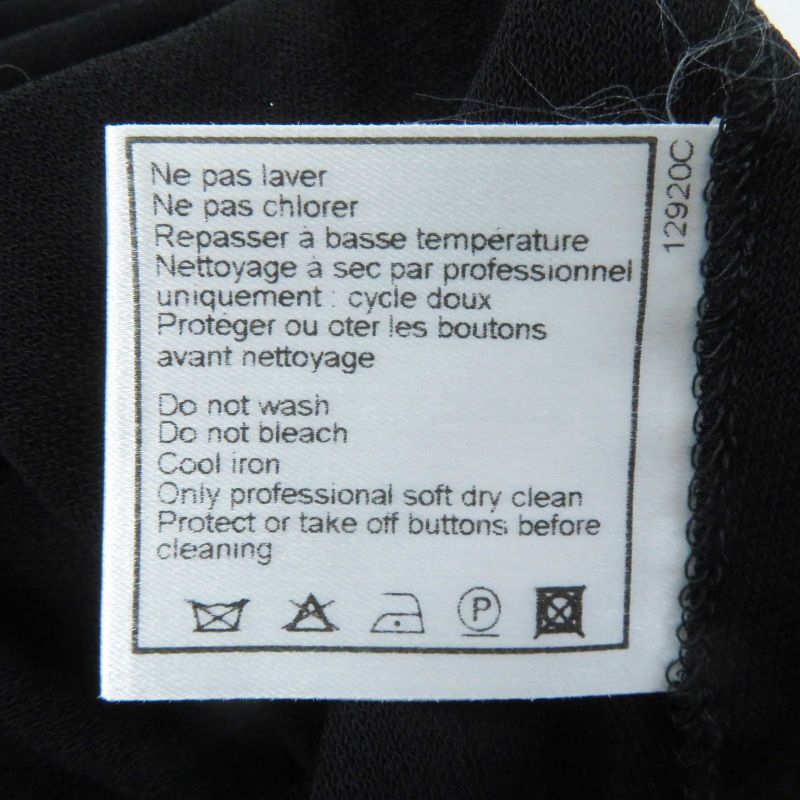 Ne pas laver
Ne pas chlorer
Repasser à basse température
Nettoyage à sec par professionnel
uniquement : cycle doux
Protéger ou oter les boutons
avant nettoyage
Do not wash
Do not bleach
Cool iron
Only professional soft dry clean
Protect or take off buttons before
cleaning
P
12920C